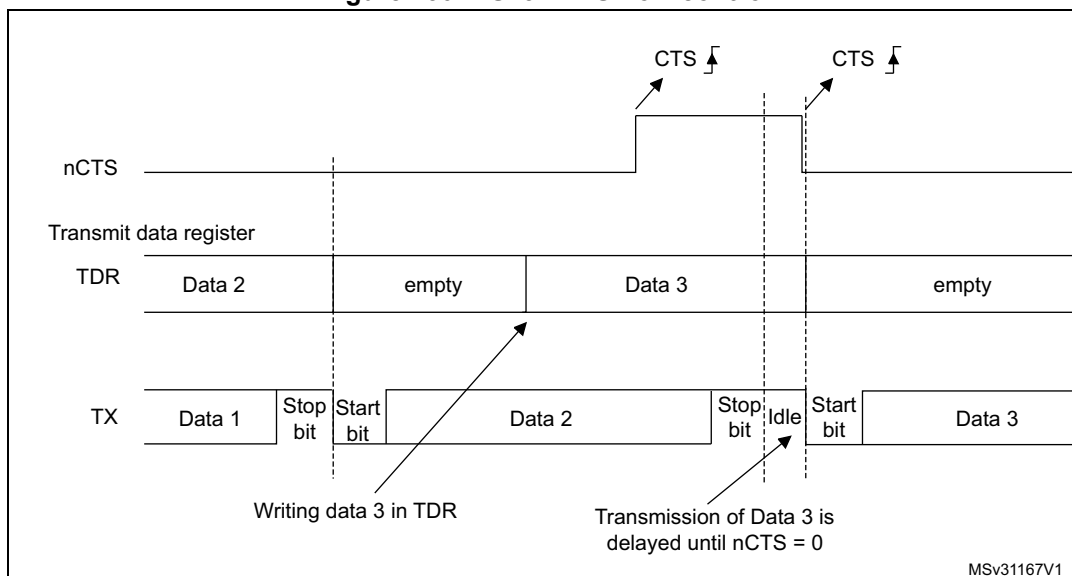 CTS CTS
nCTS
Transmit data register
TDR Data 2 empty Data 3 empty
TX Data 1 Stop bit Start bit Data 2 Stop bit Idle Start bit Data 3
Writing data 3 in TDR
Transmission of Data 3 is
delayed until nCTS = 0
MSv31167V1